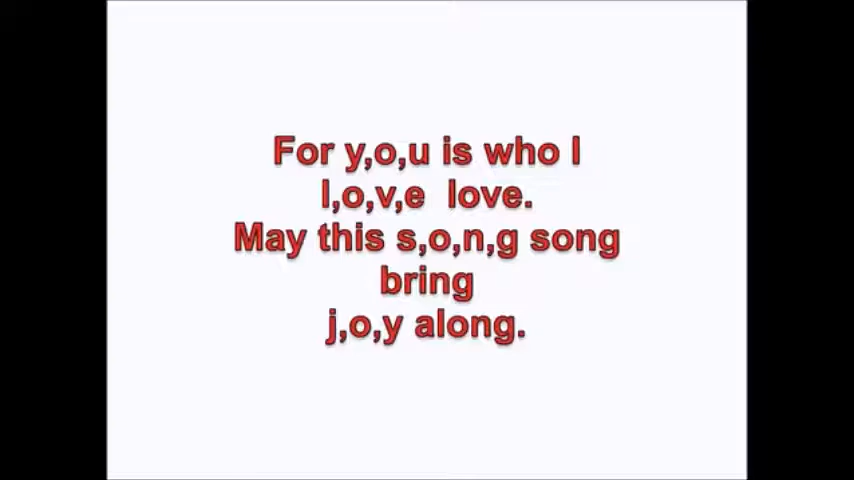 For y,o,u is who I
l,o,v,e  love.
May this s,o,n,g song
bring
j,o,y along.